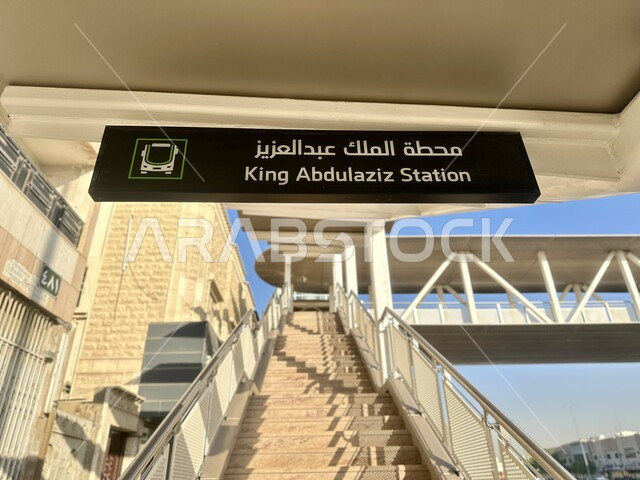 محطة الملك عبدالعزيز
King Abdulaziz Station
ARABSTOCK